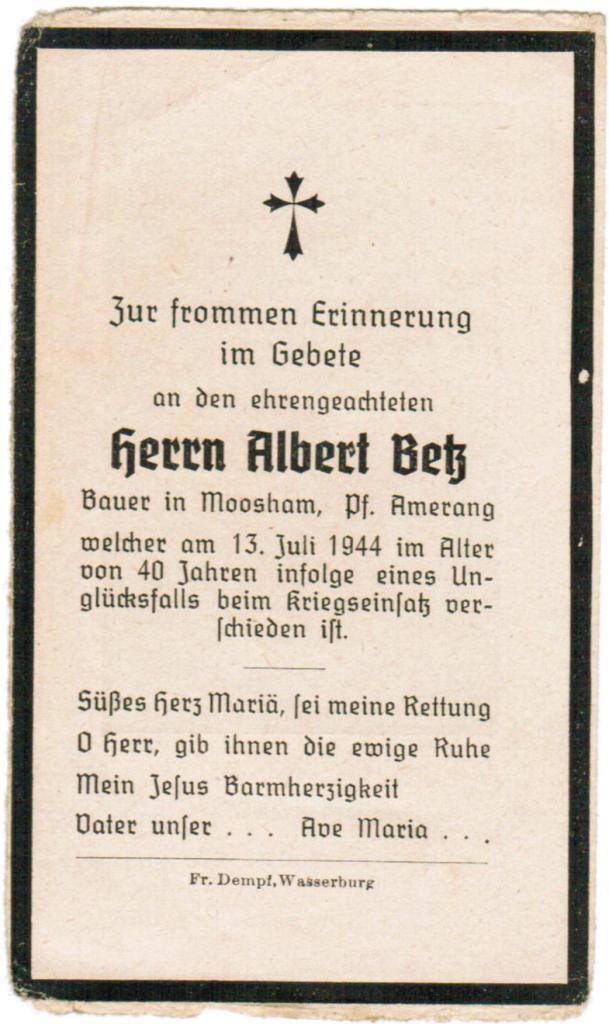 Zur frommen Erinnerung
im Gebete
an den ehrengeachteten
Herrn Albert Betz
Bauer in Moosham, Pf. Amerang
welcher am 13. Juli 1944 im Alter
von 40 Jahren infolge eines Un-
glücksfalls beim Kriegseinsatz ver-
schieden ist.
Süßes Herz Mariä, sei meine Rettung
O Herr, gib ihnen die ewige Ruhe
Mein Jesus Barmherzigkeit
Vater unser . . . Ave Maria . . .
Fr. Dempf, Wasserburg